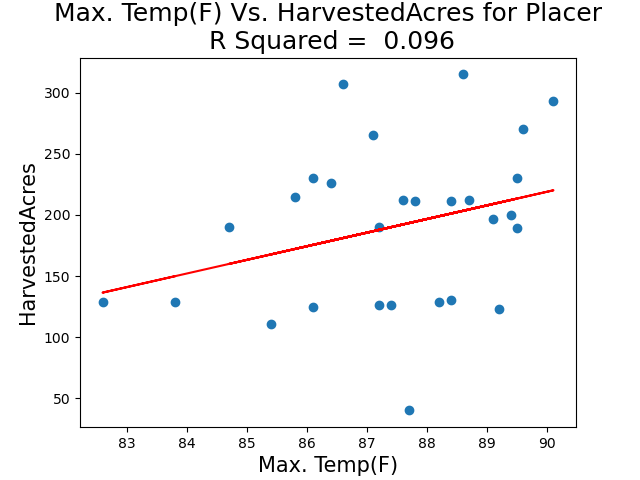 Max. Temp(F) Vs. HarvestedAcres for Placer
R Squared =  0.096
300
250
200
150
100
50
HarvestedAcres
83 84 85 86 87 88 89 90
Max. Temp(F)